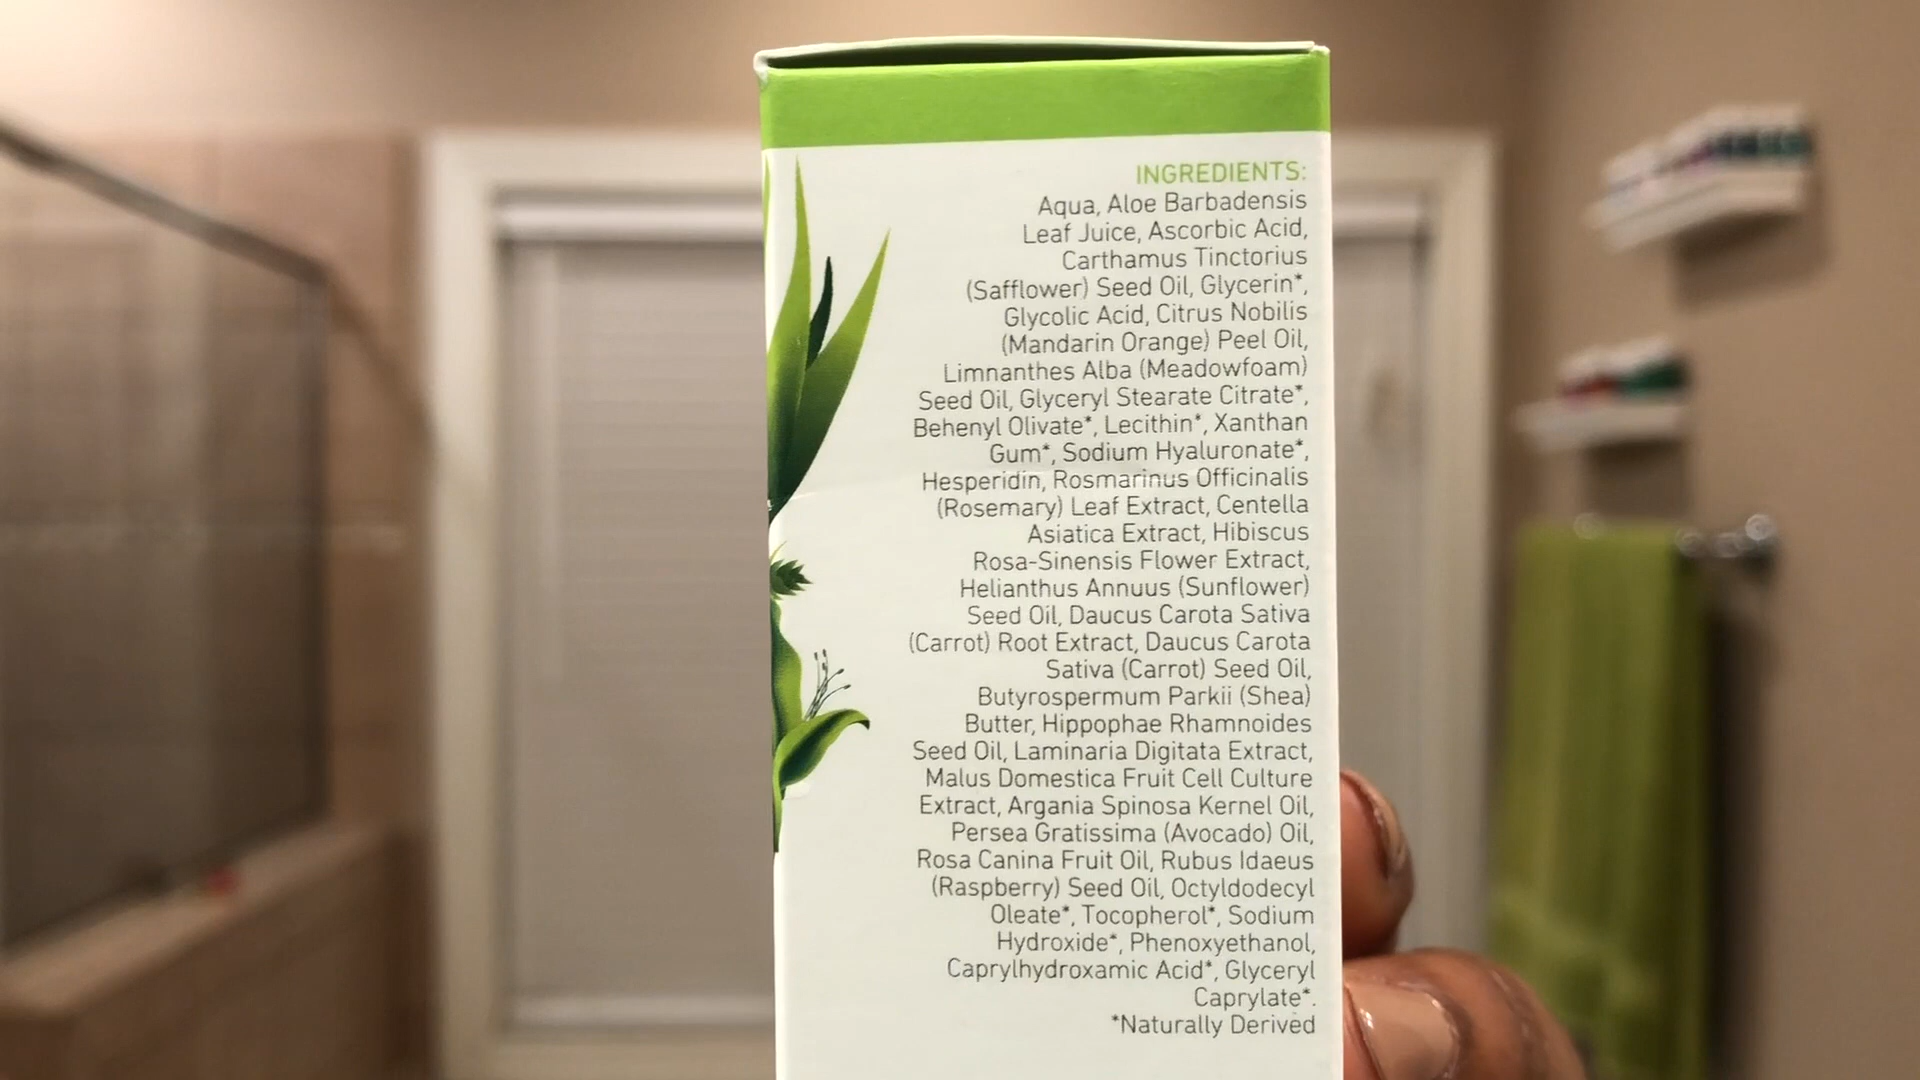 INGREDIENTS:
Aqua, Aloe Barbadensis
Leaf Juice, Ascorbic Acid,
Carthamus Tinctorius
(Safflower) Seed Oil, Glycerin*,
Glycolic Acid, Citrus Nobilis
(Mandarin Orange) Peel Oil,
Limnanthes Alba (Meadowfoam)
Seed Oil, Glyceryl Stearate Citrate*,
Behenyl Olivate*, Lecithin*, Xanthan
Gum*, Sodium Hyaluronate*,
Hesperidin, Rosmarinus Officinalis
(Rosemary) Leaf Extract, Centella
Asiatica Extract, Hibiscus
Rosa-Sinensis Flower Extract,
Helianthus Annuus (Sunflower)
Seed Oil, Daucus Carota Sativa
(Carrot) Root Extract, Daucus Carota
Sativa (Carrot) Seed Oil,
Butyrospermum Parkii (Shea)
Butter, Hippophae Rhamnoides
Seed Oil, Laminaria Digitata Extract,
Malus Domestica Fruit Cell Culture
Extract, Argania Spinosa Kernel Oil,
Persea Gratissima (Avocado) Oil,
Rosa Canina Fruit Oil, Rubus Idaeus
(Raspberry) Seed Oil, Octyldodecyl
Oleate*, Tocopherol*, Sodium
Hydroxide*, Phenoxyethanol,
Caprylhydroxamic Acid*, Glyceryl
Caprylate*.
*Naturally Derived